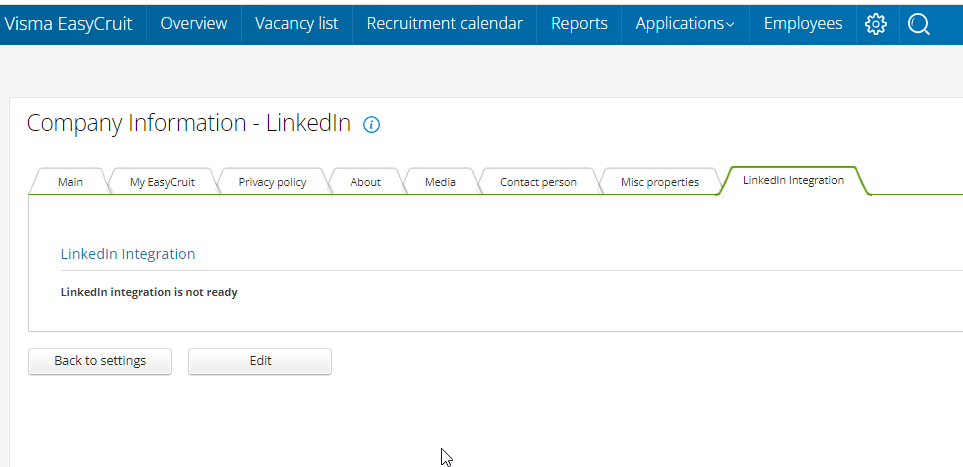 Visma EasyCruit Overview Vacancy list Recruitment calendar Reports Applications Employees
Company Information - LinkedIn i
Main My EasyCruit Privacy policy About Media Contact person Misc properties LinkedIn Integration
LinkedIn Integration
LinkedIn integration is not ready
Back to settings Edit